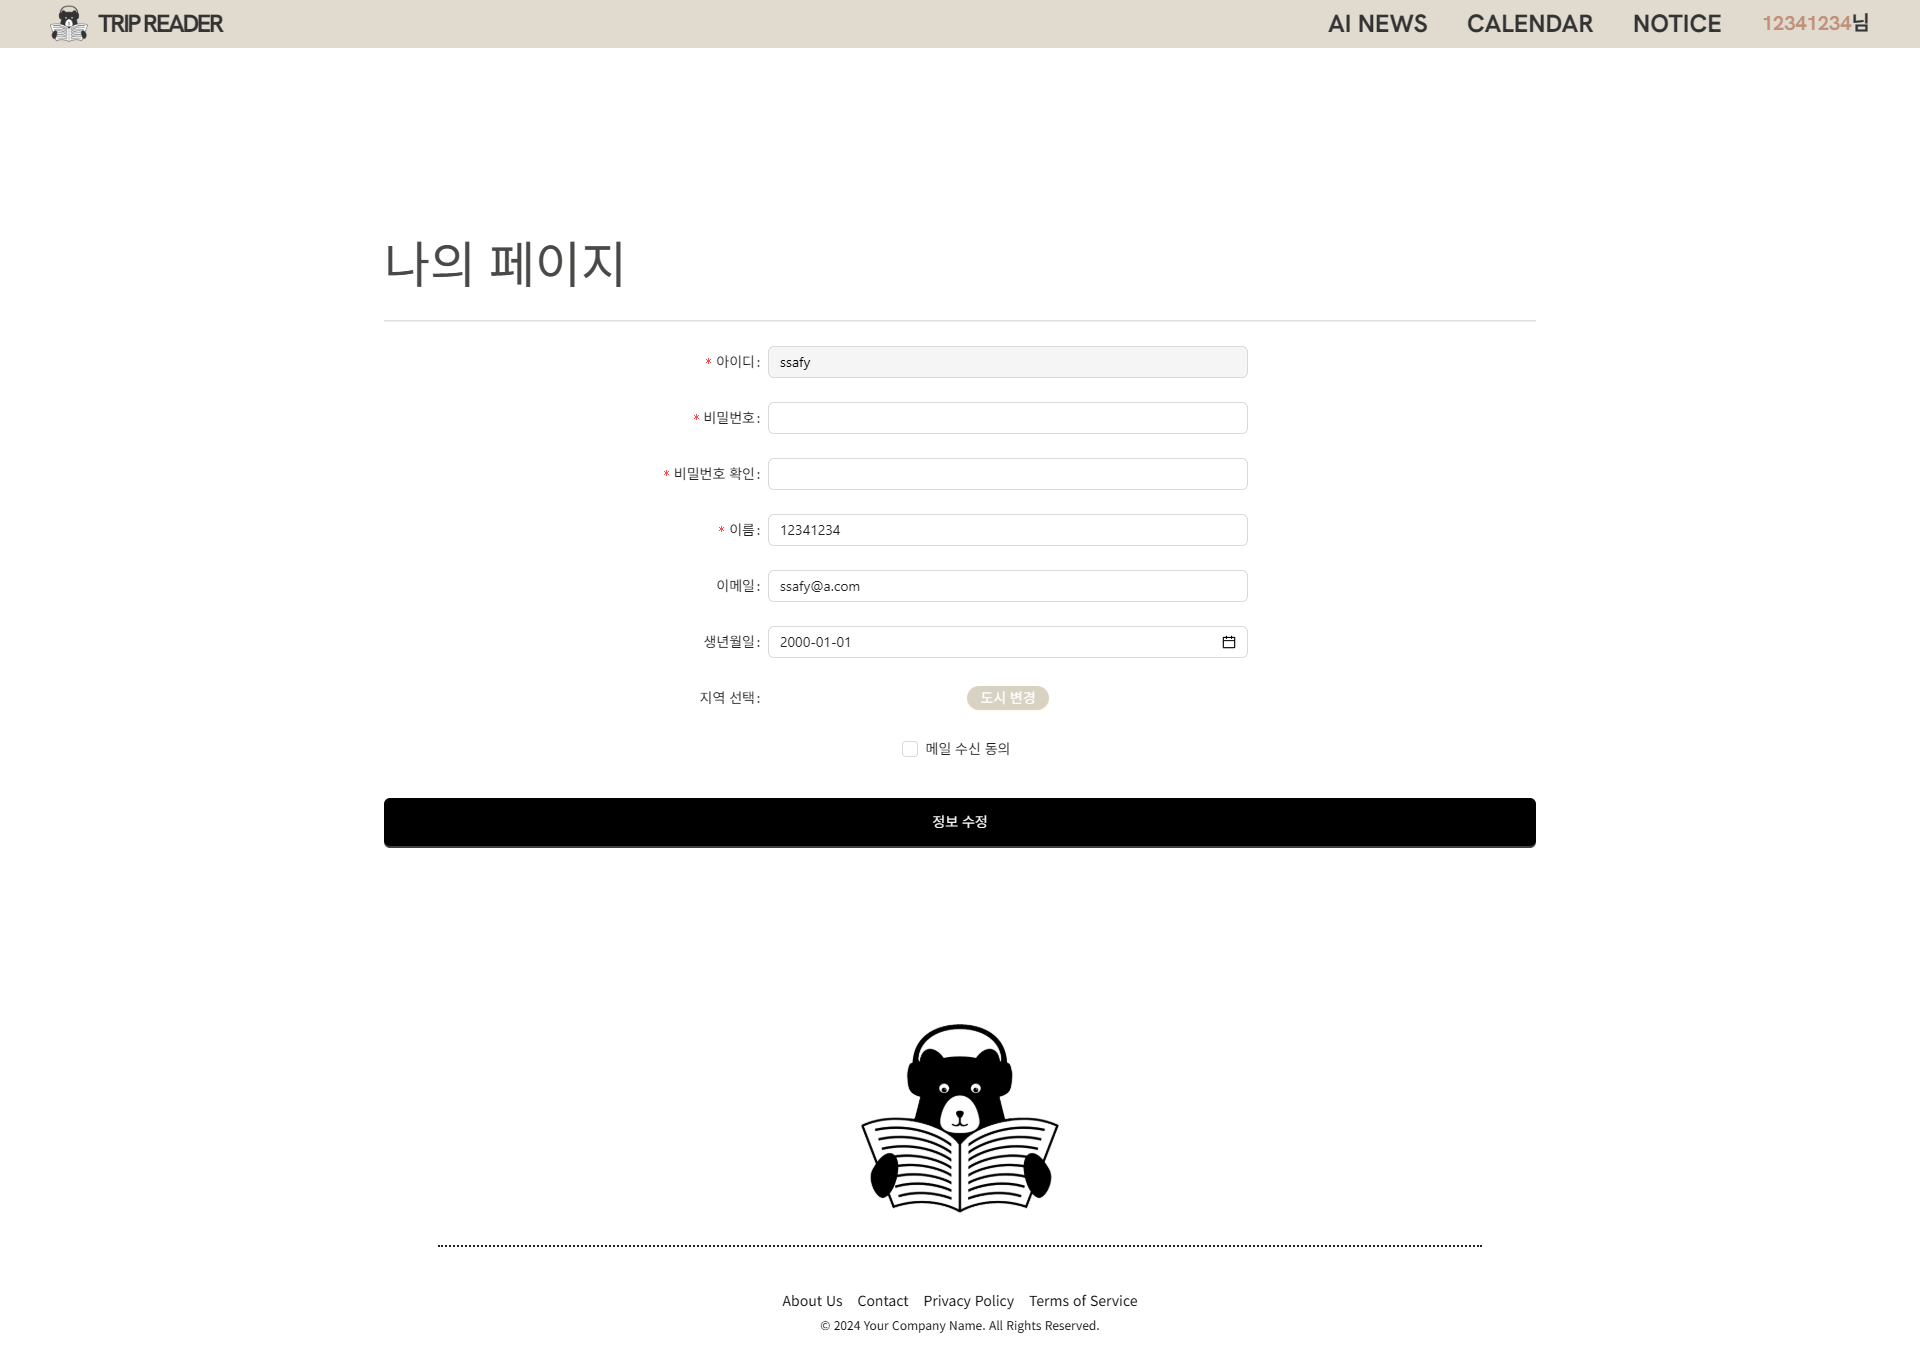 TRIP READER
AI NEWS CALENDAR NOTICE 12341234님
나의 페이지
* 아이디: ssafy
* 비밀번호:
* 비밀번호 확인:
* 이름: 12341234
이메일: ssafy@a.com
생년월일: 2000-01-01
지역 선택: 도시 변경
메일 수신 동의
정보 수정
About Us Contact Privacy Policy Terms of Service
© 2024 Your Company Name. All Rights Reserved.